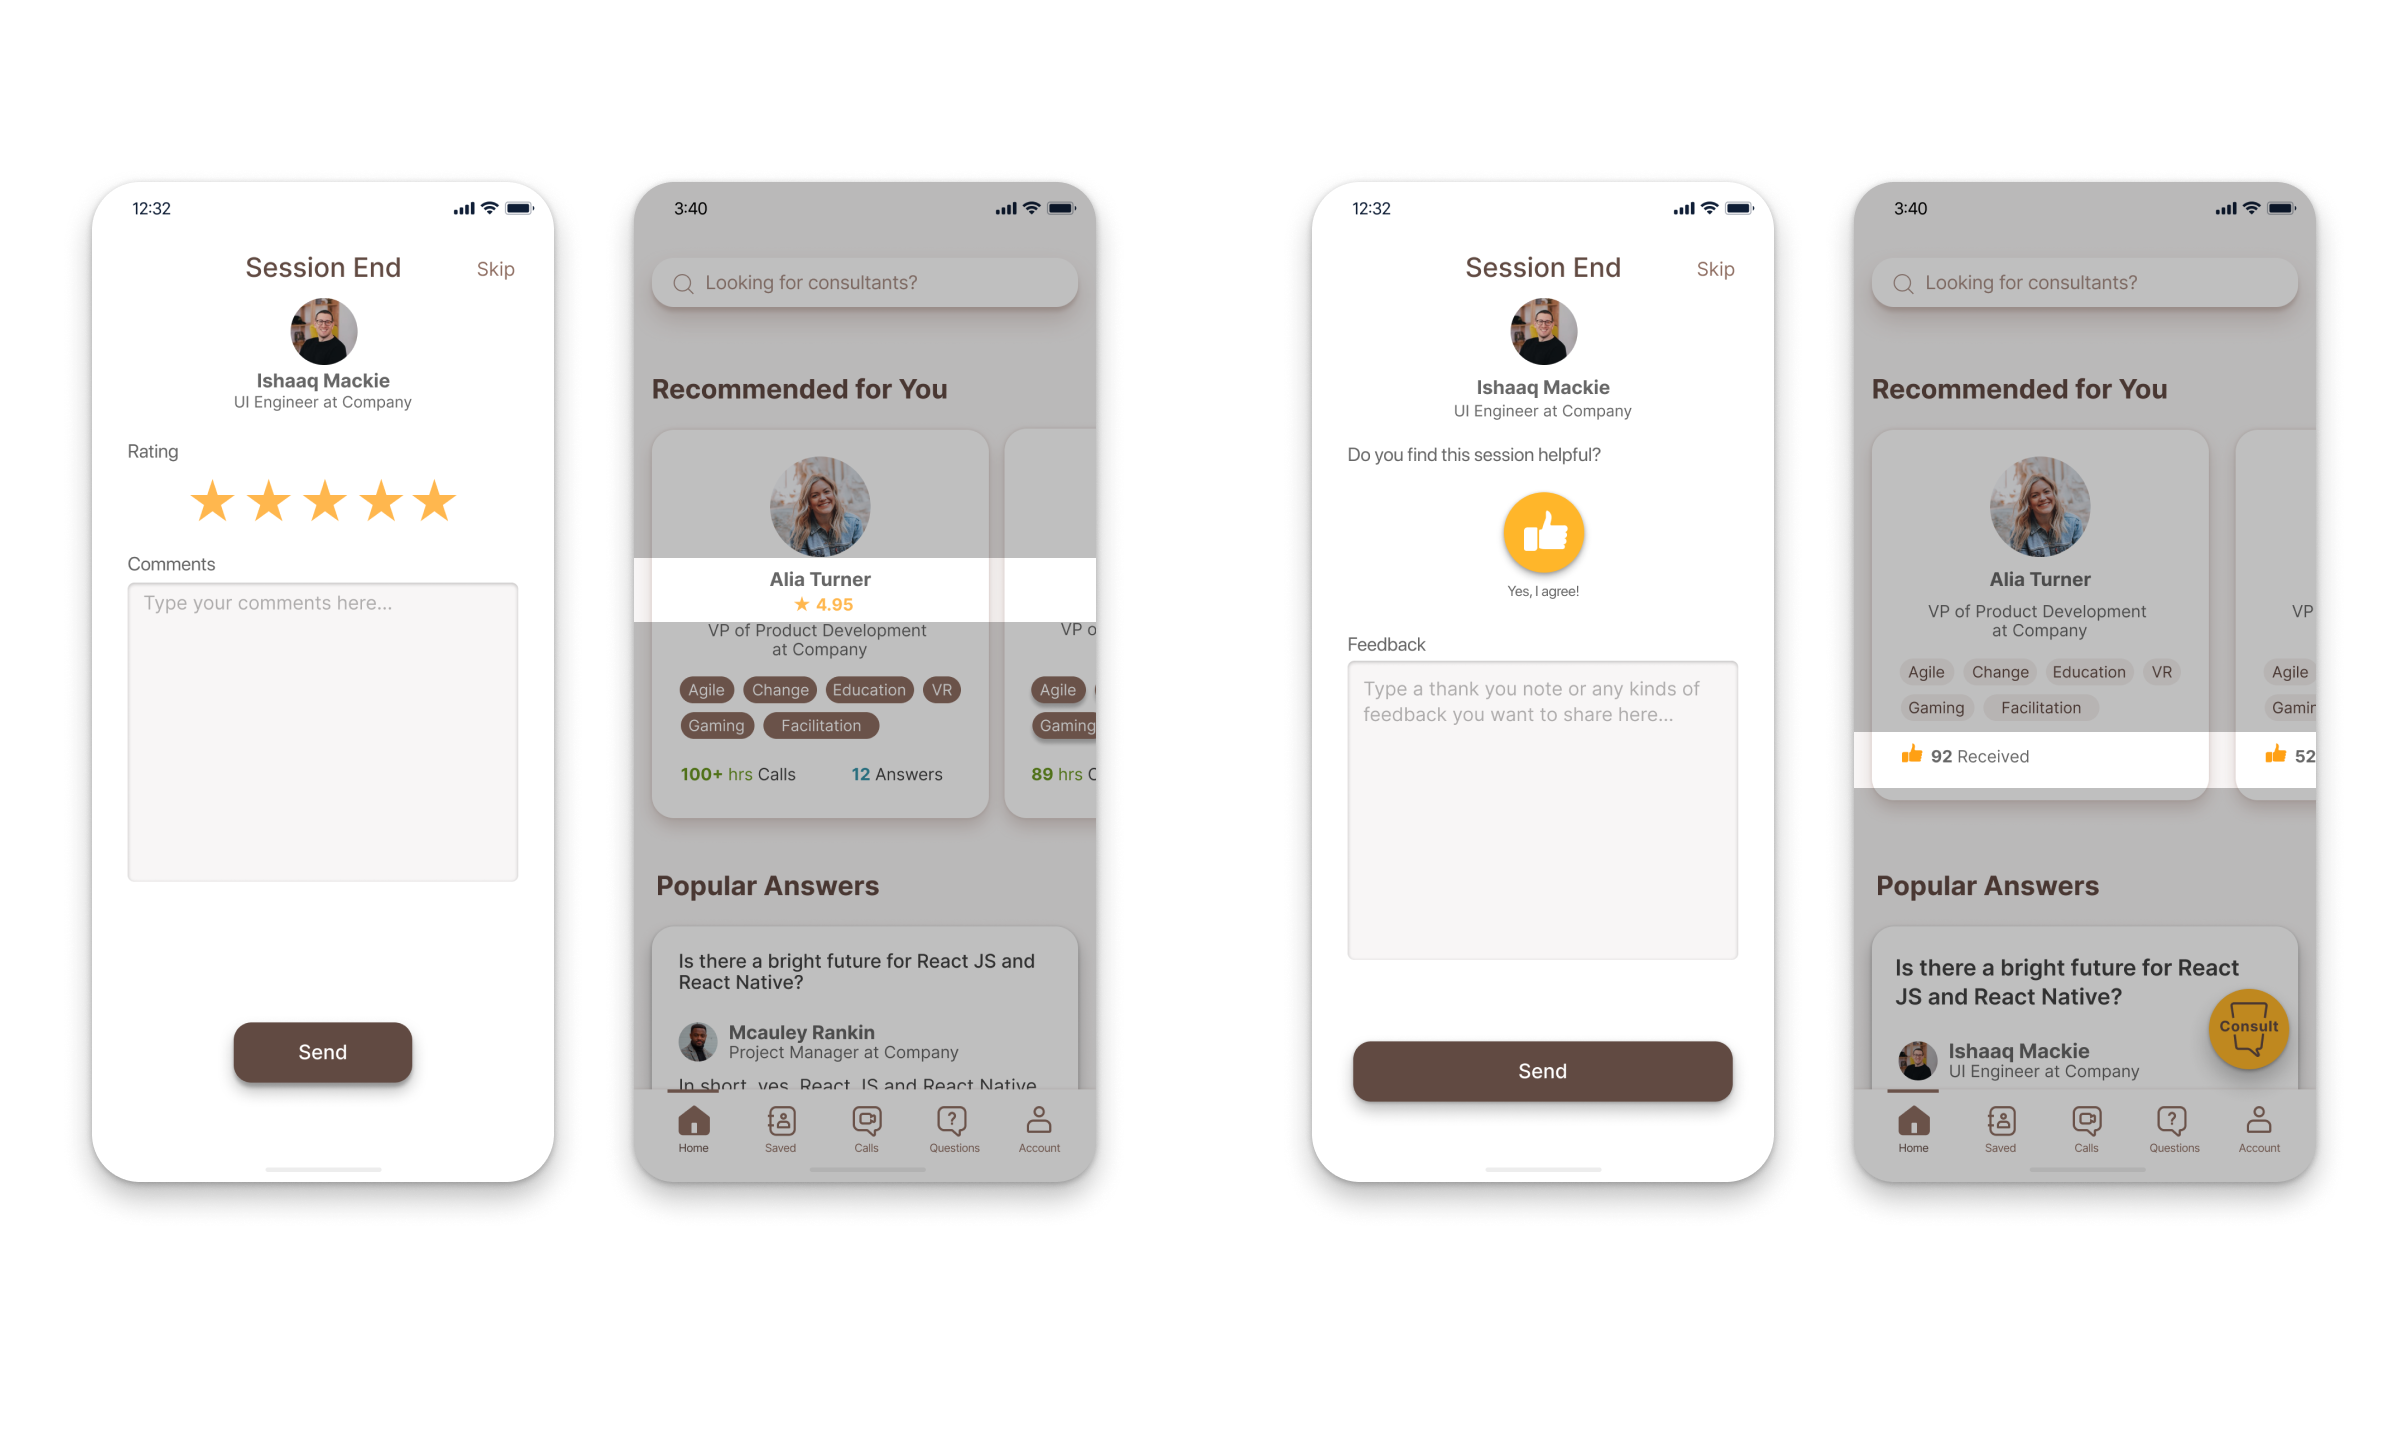 12:32
Session End
Skip
Ishaaq Mackie
UI Engineer at Company
Rating
Comments
Type your comments here...
Send
3:40
Looking for consultants?
Recommended for You
Alia Turner
★ 4.95
VP of Product Development
at Company
Agile Change Education VR
Gaming Facilitation
100+ hrs Calls 12 Answers
VP o
Agile
Gaming
89 hrs C
Popular Answers
Is there a bright future for React JS and
React Native?
Mcauley Rankin
Project Manager at Company
In short, yes, React JS and React Native
Home Saved Calls Questions Account
12:32
Session End
Skip
Ishaaq Mackie
UI Engineer at Company
Do you find this session helpful?
Yes, I agree!
Feedback
Type a thank you note or any kinds of
feedback you want to share here...
Send
3:40
Looking for consultants?
Recommended for You
Alia Turner
VP of Product Development
at Company
Agile Change Education VR
Gaming Facilitation
92 Received
VP
Agile
Gamin
52
Popular Answers
Is there a bright future for React
JS and React Native?
Consult
Ishaaq Mackie
UI Engineer at Company
Home Saved Calls Questions Account